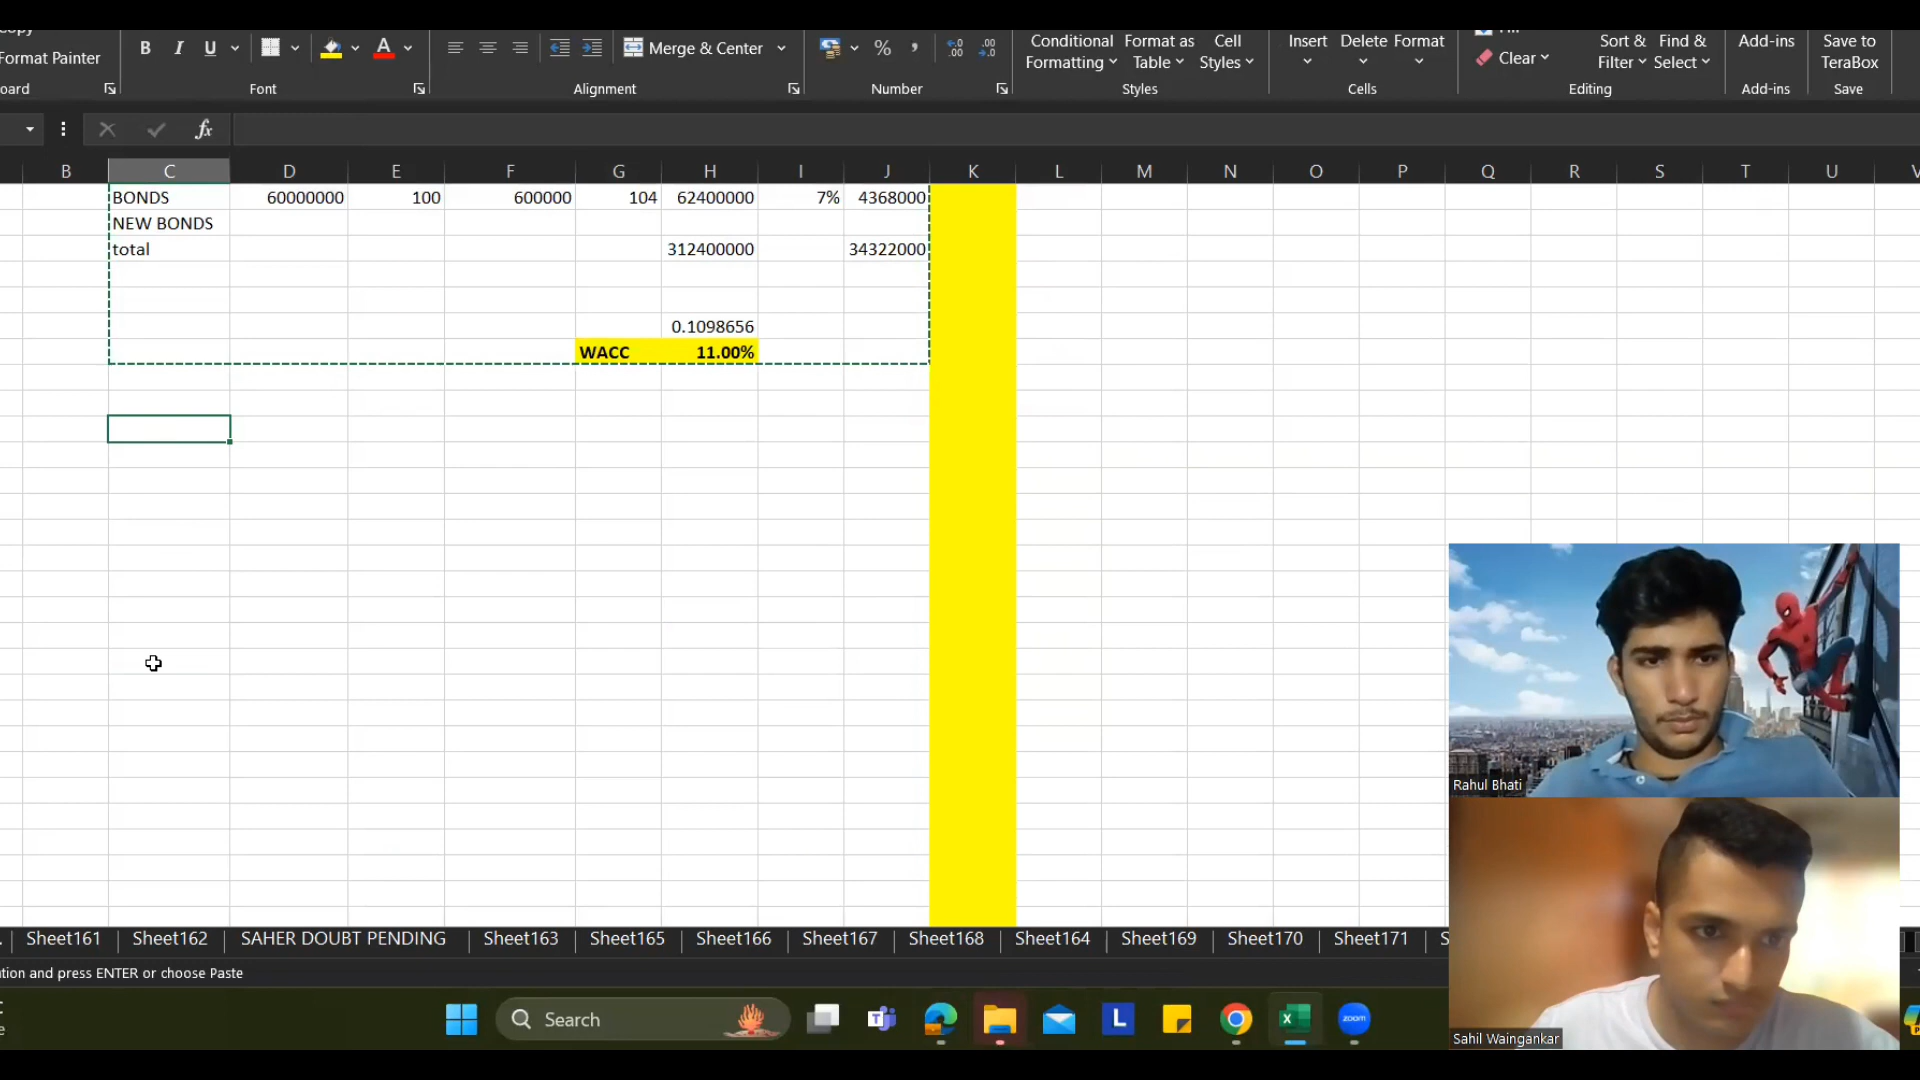 Format Painter
B I U A
Merge & Center
%
Conditional Formatting
Format as Table
Cell Styles
Insert
Delete
Format
Clear
Sort & Filter
Find & Select
Add-ins
Save to TeraBox
oard
Font
Alignment
Number
Styles
Cells
Editing
Add-ins
Save
fx
B C D E F G H I J K L M N O P Q R S T U
BONDS 60000000 100 600000 104 62400000 7% 4368000
NEW BONDS
total 312400000 34322000
0.1098656
WACC 11.00%
Rahul Bhati
Sahil Waingankar
Sheet161 Sheet162 SAHER DOUBT PENDING Sheet163 Sheet165 Sheet166 Sheet167 Sheet168 Sheet164 Sheet169 Sheet170 Sheet171 S
tion and press ENTER or choose Paste
Search
L
zoom